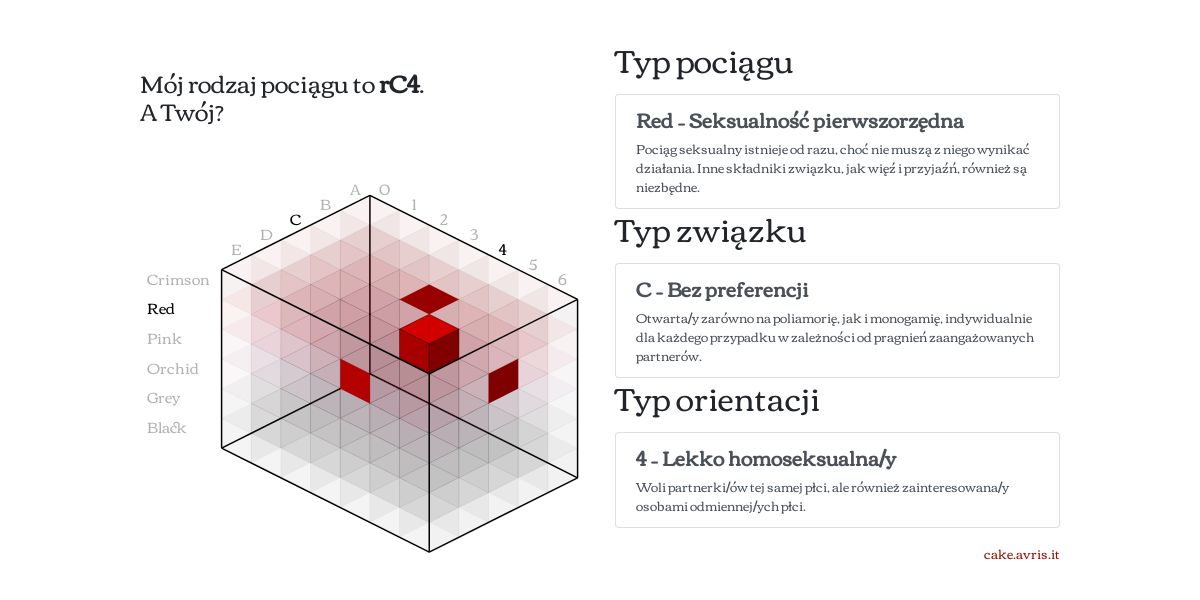 Mój rodzaj pociągu to rC4.
A Twój?
A O
B 1
C 2
D 3
E 4
5
6
Crimson
Red
Pink
Orchid
Grey
Black
Typ pociągu
Red - Seksualność pierwszorzędna
Pociąg seksualny istnieje od razu, choć nie muszą z niego wynikać
działania. Inne składniki związku, jak więź i przyjaźń, również są
niezbędne.
Typ związku
C - Bez preferencji
Otwarta/y zarówno na poliamorię, jak i monogamię, indywidualnie
dla każdego przypadku w zależności od pragnień zaangażowanych
partnerów.
Typ orientacji
4 - Lekko homoseksualna/y
Woli partnerki/ów tej samej płci, ale również zainteresowana/y
osobami odmiennej/ych płci.
cake.avris.it